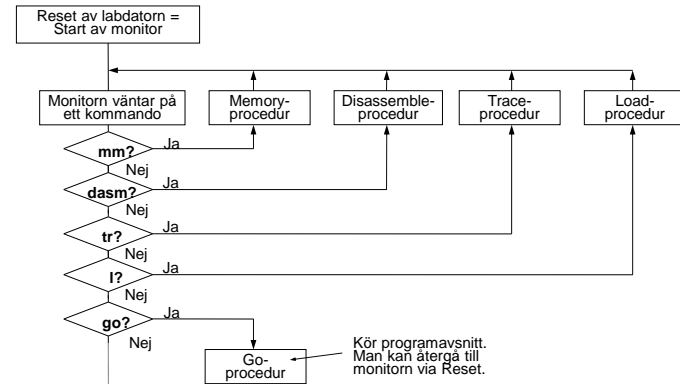 Reset av labdatorn =
Start av monitor
Monitorn väntar på
ett kommando
Memory-
procedur
Disassemble-
procedur
Trace-
procedur
Load-
procedur
mm?
Ja
Nej
dasm?
Ja
Nej
tr?
Ja
Nej
l?
Ja
Nej
go?
Ja
Nej
Go-
procedur
Kör programavsnitt.
Man kan återgå till
monitorn via Reset.